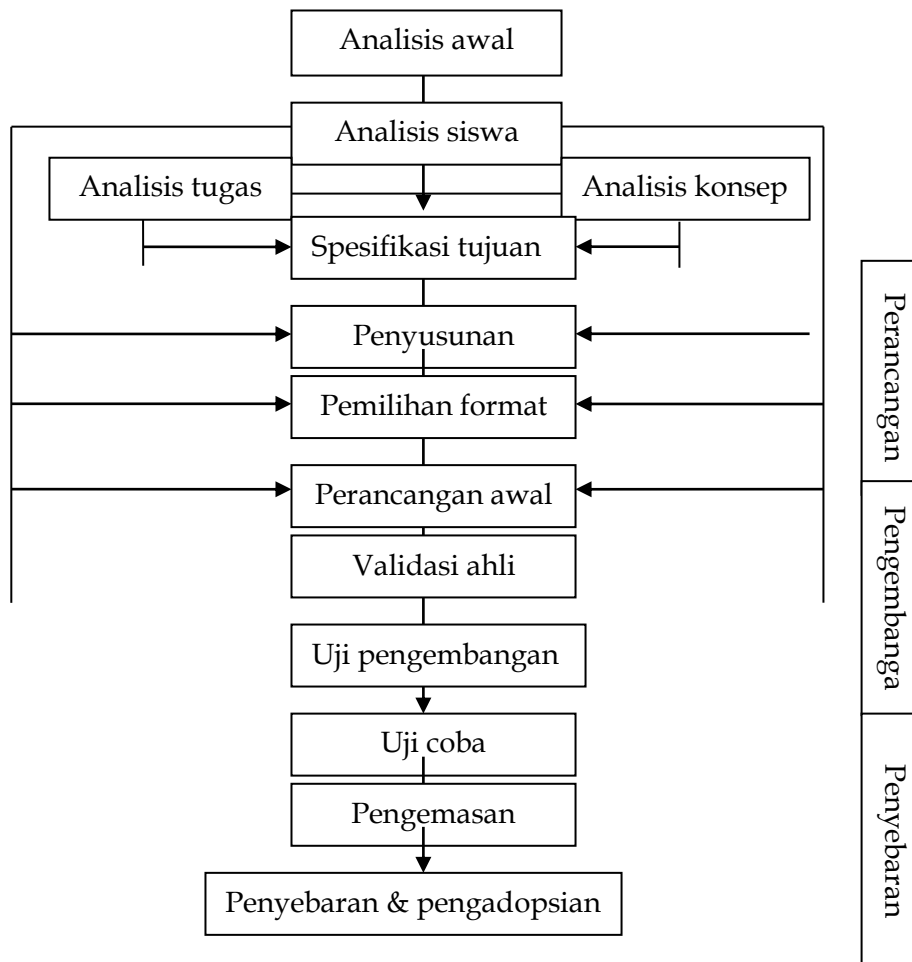 Analisis awal
Analisis siswa
Analisis tugas
Analisis konsep
Spesifikasi tujuan
Penyusunan
Pemilihan format
Perancangan awal
Validasi ahli
Uji pengembangan
Uji coba
Pengemasan
Penyebaran & pengadopsian
Perancangan
Pengembanga
Penyebaran